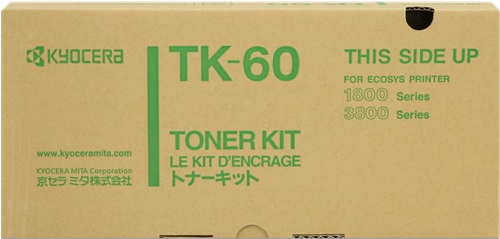 KYOCERA
www.kyoceramita.com
KYOCERA MITA Corporation
京セラ ミタ株式会社
TK-60
TONER KIT
LE KIT D'ENCRAGE
トナーキット
THIS SIDE UP
FOR ECOSYS PRINTER
1800 Series
3800 Series